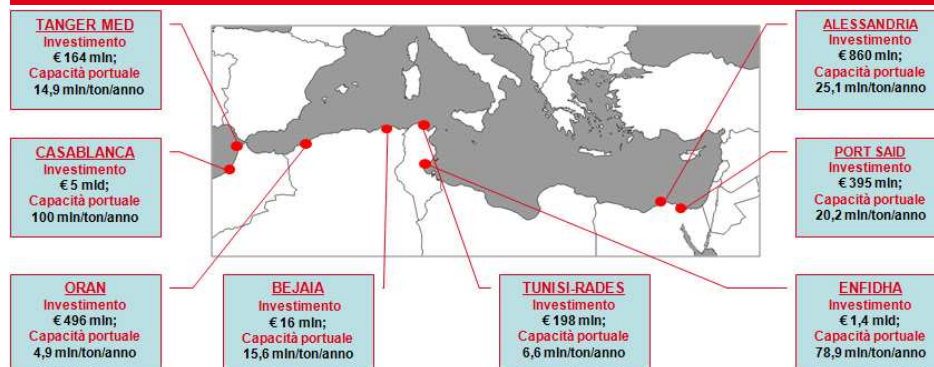 TANGER MED
Investimento
€ 164 mln;
Capacità portuale
14,9 mln/ton/anno
ALESSANDRIA
Investimento
€ 860 mln;
Capacità portuale
25,1 mln/ton/anno
CASABLANCA
Investimento
€ 5 mld;
Capacità portuale
100 mln/ton/anno
PORT SAID
Investimento
€ 395 mln;
Capacità portuale
20,2 mln/ton/anno
ORAN
Investimento
€ 496 mln;
Capacità portuale
4,9 mln/ton/anno
BEJAIA
Investimento
€ 16 mln;
Capacità portuale
15,6 mln/ton/anno
TUNISI-RADES
Investimento
€ 198 mln;
Capacità portuale
6,6 mln/ton/anno
ENFIDHA
Investimento
€ 1,4 mld;
Capacità portuale
78,9 mln/ton/anno